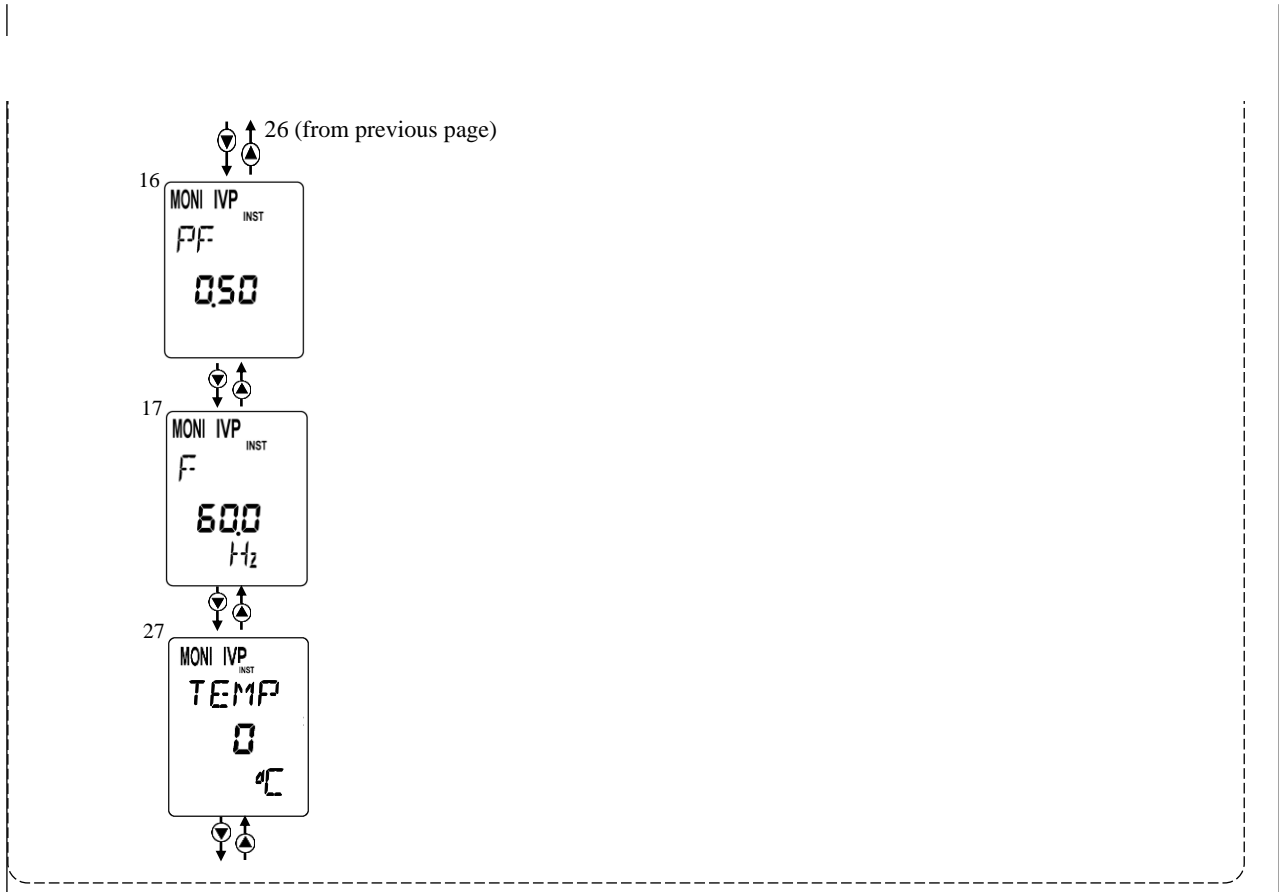 26 (from previous page)
16
MONI IVP
INST
PF
0.50
17
MONI IVP
INST
F
60.0
Hz
27
MONI IVP
INST
TEMP
0
°C